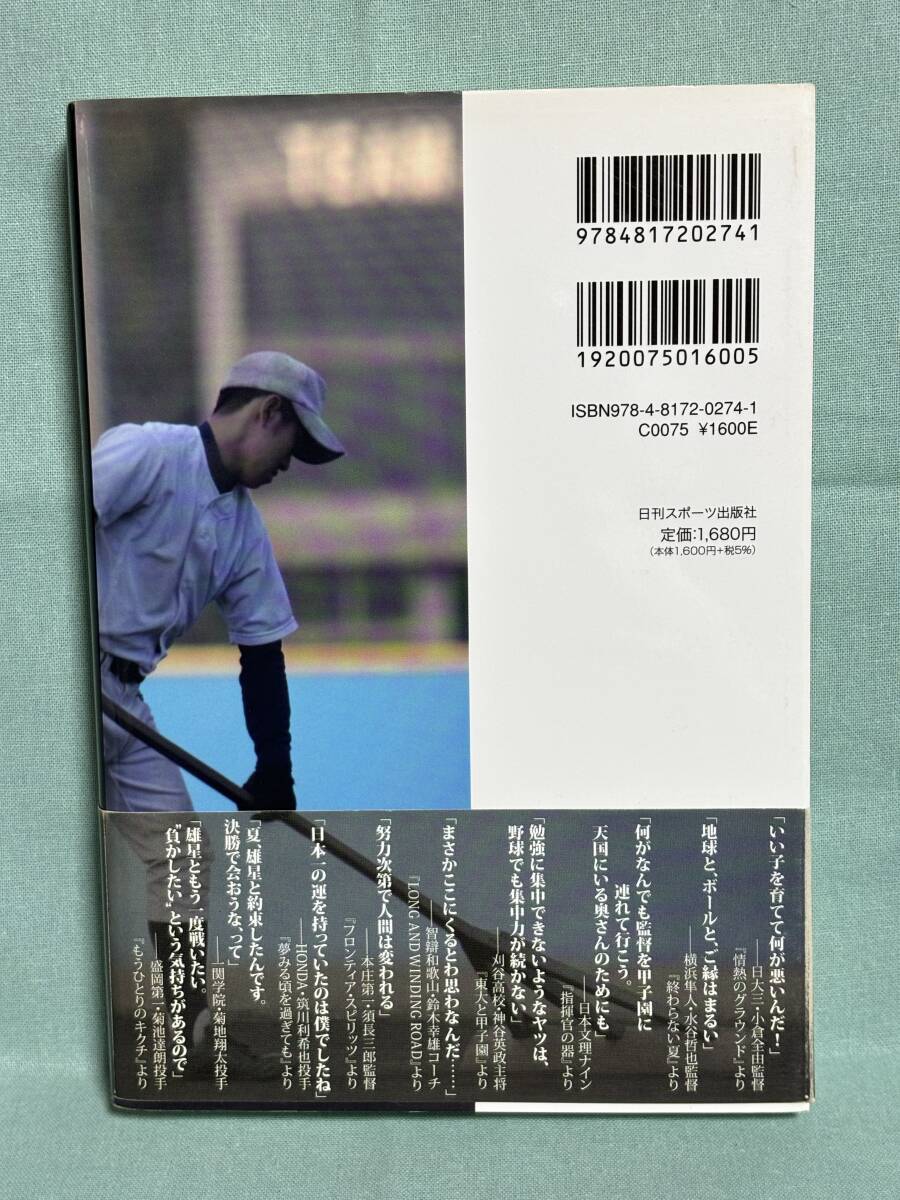 9784817202741
1920075016005
ISBN978-4-8172-0274-1
C0075 ¥1600E
日刊スポーツ出版社
定価:1,680円
(本体1,600円+税5%)
「いい子を育てて何が悪いんだ!」
──日大三・小倉全由監督
『情熱のグラウンド』より
「地球と、ボールと、ご縁はまるい」
──横浜隼人・水谷哲也監督
『終わらない夏』より
「何がなんでも監督を甲子園に
連れて行こう。
天国にいる奥さんのためにも」
──日本文理ナイン
『指揮官の器』より
「勉強に集中できないようなヤツは、
野球でも集中力が続かない」
──刈谷高校・神谷英政主将
『東大と甲子園』より
「まさかここにくるとわ思わなんだ……」
──智辯和歌山・鈴木幸雄コーチ
『LONG AND WINDING ROAD』より
「努力次第で人間は変われる」
──本庄第一・須長三郎監督
『フロンティア・スピリッツ』より
「日本一の運を持っていたのは僕でしたね」
──HONDA・筑川利希也投手
『夢みる頃を過ぎても』より
「夏、雄星と約束したんです。
決勝で会おうな、って」
──一関学院・菊地翔太投手
「雄星ともう一度戦いたい。
“負かしたい”という気持ちがあるので」
──盛岡第一・菊池達朗投手
『もうひとりのキクチ』より